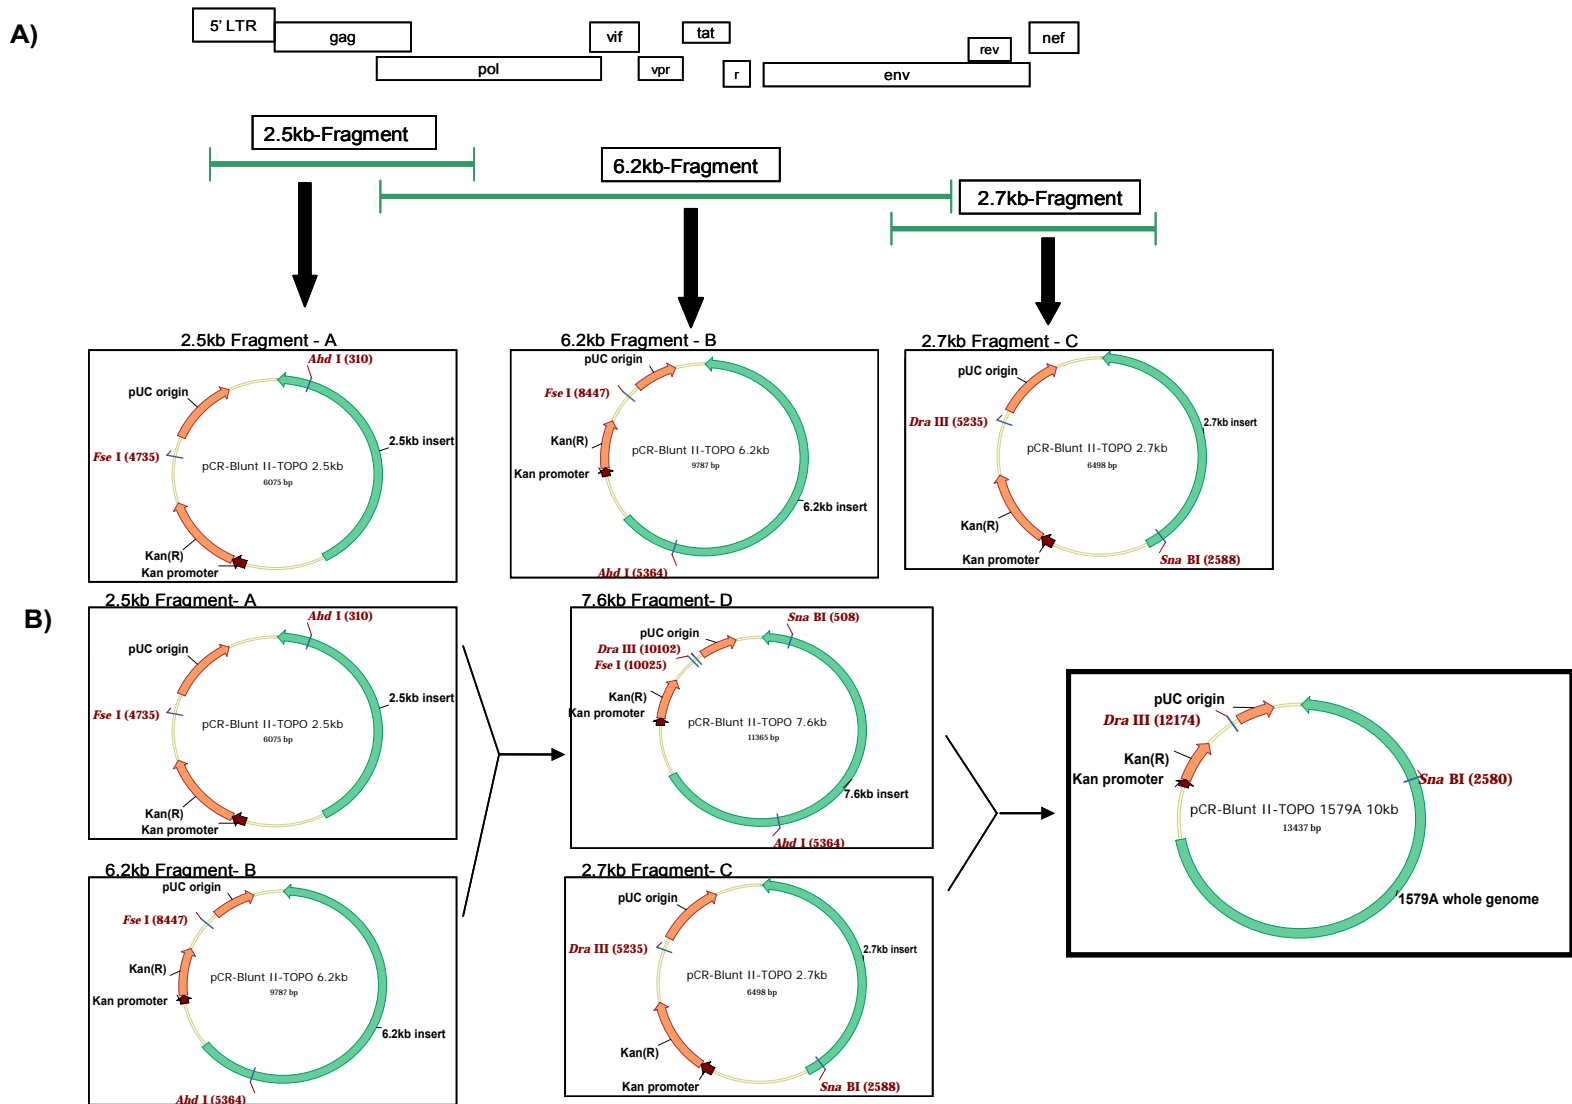 A)
5' LTR
gag
vif
tat
rev
nef
pol
vpr
r
env
2.5kb-Fragment
6.2kb-Fragment
2.7kb-Fragment
2.5kb Fragment - A
Ahd I (310)
pUC origin
2.5kb insert
Fse I (4735)
pCR-Blunt II-TOPO 2.5kb
6075 bp
Kan(R)
Kan promoter
6.2kb Fragment - B
pUC origin
Fse I (8447)
Kan(R)
pCR-Blunt II-TOPO 6.2kb
9787 bp
Kan promoter
6.2kb insert
Ahd I (5364)
2.7kb Fragment - C
pUC origin
Dra III (5235)
2.7kb insert
pCR-Blunt II-TOPO 2.7kb
6498 bp
Kan(R)
Kan promoter
Sna BI (2588)
B)
2.5kb Fragment- A
Ahd I (310)
pUC origin
2.5kb insert
Fse I (4735)
pCR-Blunt II-TOPO 2.5kb
6075 bp
Kan(R)
Kan promoter
6.2kb Fragment- B
pUC origin
Fse I (8447)
Kan(R)
pCR-Blunt II-TOPO 6.2kb
9787 bp
Kan promoter
6.2kb insert
Ahd I (5364)
7.6kb Fragment- D
Sna BI (508)
pUC origin
Dra III (10102)
Fse I (10025)
Kan(R)
Kan promoter
pCR-Blunt II-TOPO 7.6kb
11365 bp
7.6kb insert
Ahd I (5364)
2.7kb Fragment- C
pUC origin
Dra III (5235)
2.7kb insert
pCR-Blunt II-TOPO 2.7kb
6498 bp
Kan(R)
Kan promoter
Sna BI (2588)
pUC origin
Dra III (12174)
Kan(R)
Kan promoter
Sna BI (2580)
pCR-Blunt II-TOPO 1579A 10kb
13437 bp
1579A whole genome